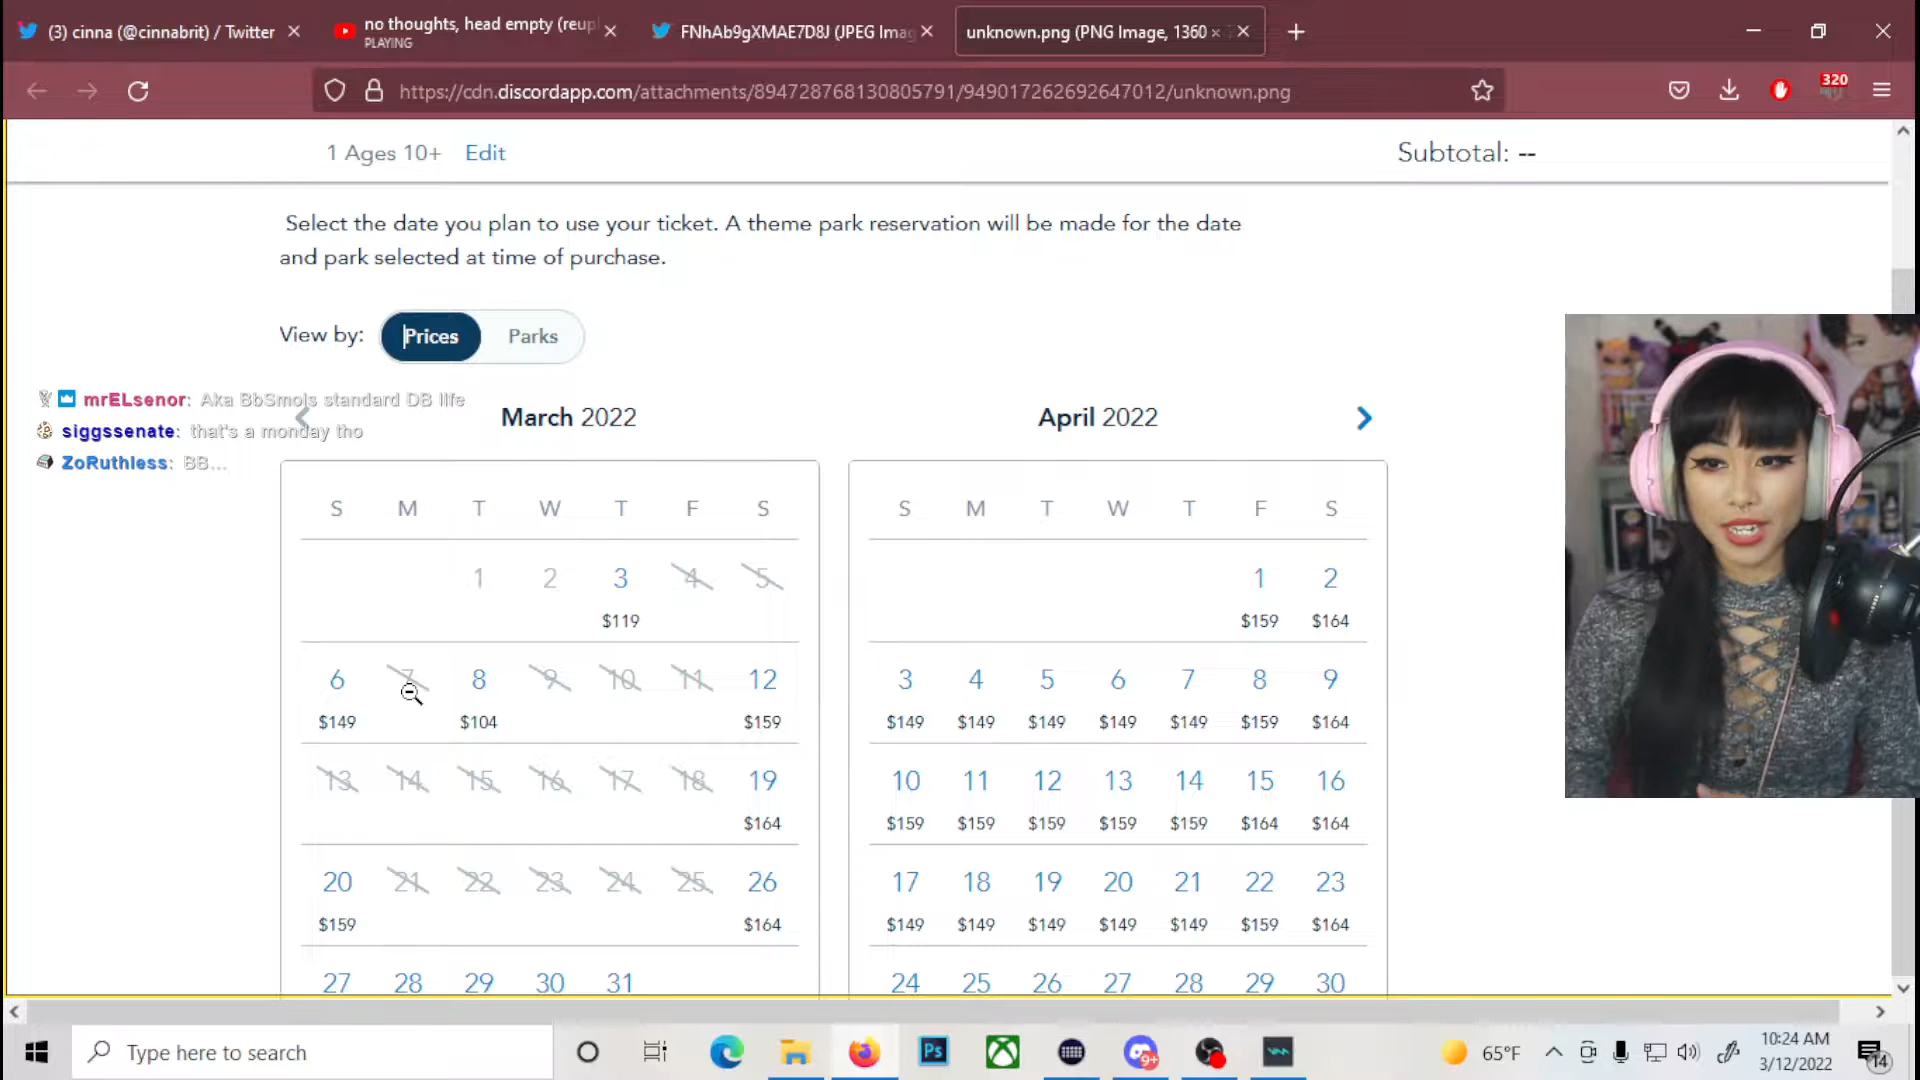 (3) cinna (@cinnabrit) / Twitter
no thoughts, head empty (reupl
PLAYING
FNhAb9gXMAE7D8J (JPEG Imag
unknown.png (PNG Image, 1360 ×
https://cdn.discordapp.com/attachments/894728768130805791/949017262692647012/unknown.png
320
1 Ages 10+ Edit
Subtotal: --
Select the date you plan to use your ticket. A theme park reservation will be made for the date
and park selected at time of purchase.
View by: Prices Parks
mrELsenor: Aka BbSmols standard DB life
siggssenate: that's a monday tho
ZoRuthless: BB...
March 2022
S M T W T F S
1 2 3 4 5
$119
6 7 8 9 10 11 12
$149 $104 $159
13 14 15 16 17 18 19
$164
20 21 22 23 24 25 26
$159 $164
27 28 29 30 31
April 2022
S M T W T F S
1 2
$159 $164
3 4 5 6 7 8 9
$149 $149 $149 $149 $149 $159 $164
10 11 12 13 14 15 16
$159 $159 $159 $159 $159 $164 $164
17 18 19 20 21 22 23
$149 $149 $149 $149 $149 $159 $164
24 25 26 27 28 29 30
Type here to search
Ps
9+
65°F
10:24 AM
3/12/2022
14